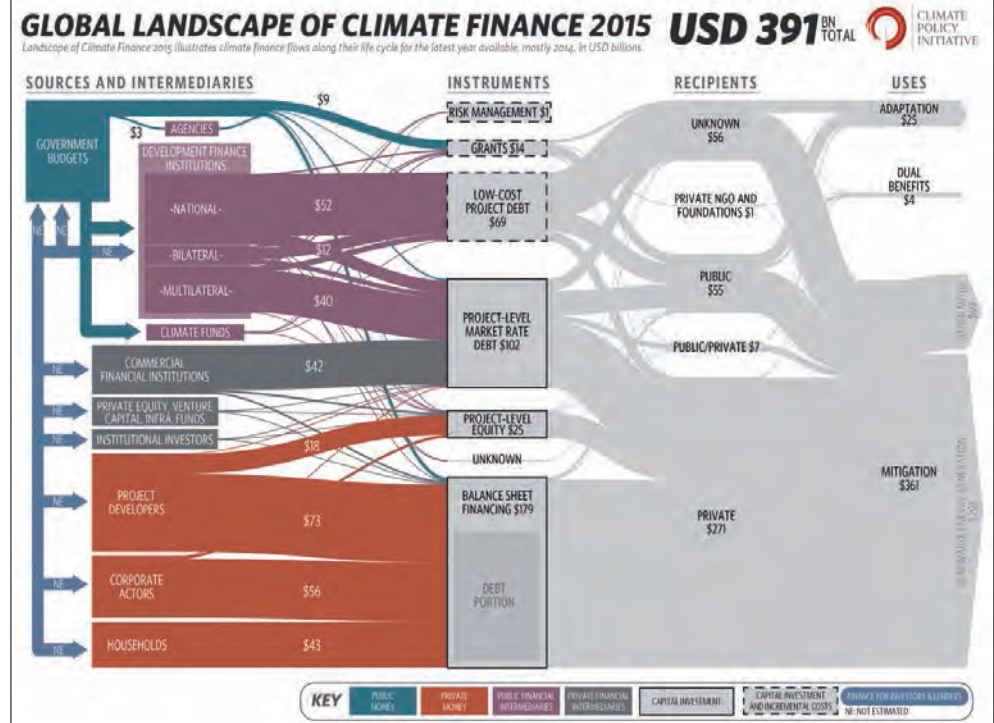 GLOBAL LANDSCAPE OF CLIMATE FINANCE 2015 USD 391 BN TOTAL
CLIMATE
POLICY
INITIATIVE
Landscape of Climate Finance 2015 illustrates climate finance flows along their life cycle for the latest year available, mostly 2014, in USD billions.
SOURCES AND INTERMEDIARIES
INSTRUMENTS
RECIPIENTS
USES
GOVERNMENT
BUDGETS
$3
AGENCIES
$9
DEVELOPMENT FINANCE
INSTITUTIONS
-NATIONAL-
$52
-BILATERAL-
$12
-MULTILATERAL-
$40
CLIMATE FUNDS
COMMERCIAL
FINANCIAL INSTITUTIONS
$42
PRIVATE EQUITY, VENTURE
CAPITAL, INFRA. FUNDS
INSTITUTIONAL INVESTORS
$18
PROJECT
DEVELOPERS
$73
CORPORATE
ACTORS
$56
HOUSEHOLDS
$43
NE
NE
NE
NE
NE
NE
NE
NE
NE
RISK MANAGEMENT $1
GRANTS $14
LOW-COST
PROJECT DEBT
$69
PROJECT-LEVEL
MARKET RATE
DEBT $102
PROJECT-LEVEL
EQUITY $25
UNKNOWN
BALANCE SHEET
FINANCING $179
DEBT
PORTION
UNKNOWN
$56
PRIVATE NGO AND
FOUNDATIONS $1
PUBLIC
$55
PUBLIC/PRIVATE $7
PRIVATE
$271
ADAPTATION
$25
DUAL
BENEFITS
$4
MITIGATION
$361
RENEWABLE ENERGY GENERATION
KEY
PUBLIC
MONEY
PRIVATE
MONEY
PUBLIC FINANCIAL
INTERMEDIARIES
PRIVATE FINANCIAL
INTERMEDIARIES
CAPITAL INVESTMENT
CAPITAL INVESTMENT
AND INCREMENTAL COSTS
FINANCE FOR INVESTORS & LENDERS
NE: NOT ESTIMATED